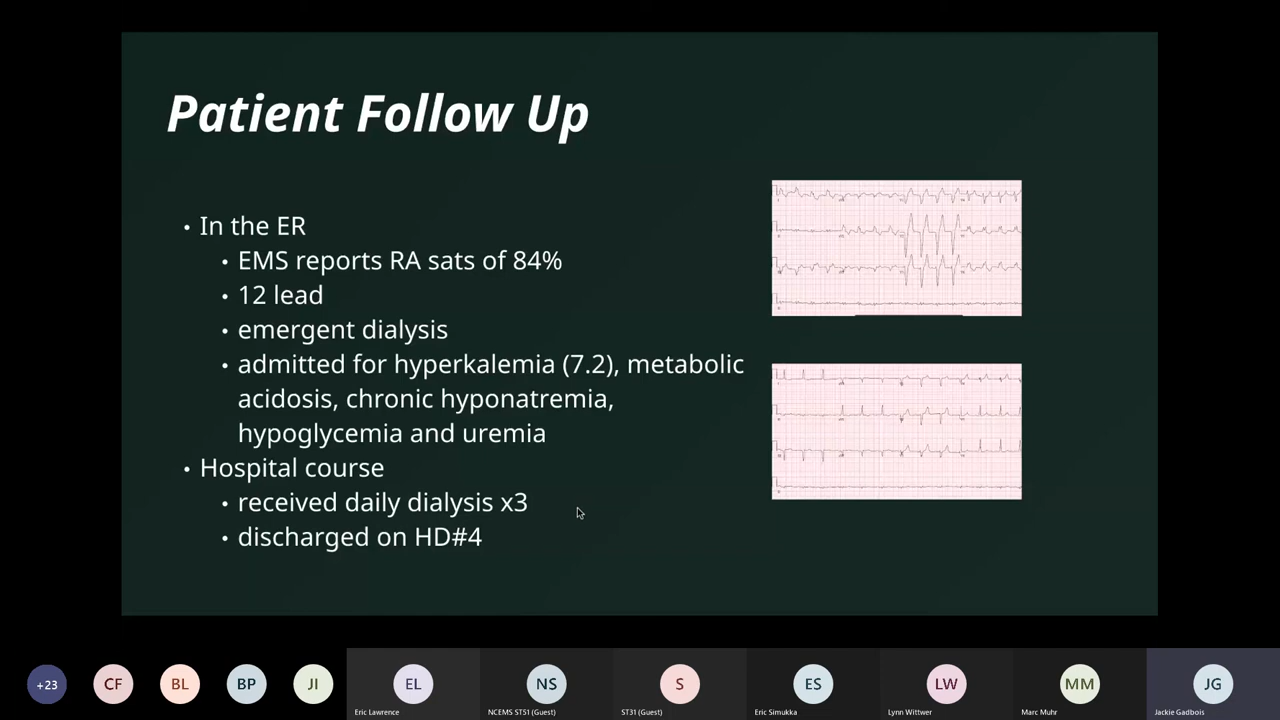 Patient Follow Up
• In the ER
• EMS reports RA sats of 84%
• 12 lead
• emergent dialysis
• admitted for hyperkalemia (7.2), metabolic
acidosis, chronic hyponatremia,
hypoglycemia and uremia
• Hospital course
• received daily dialysis x3
• discharged on HD#4
+23
CF
BL
BP
JI
EL
NS
S
ES
LW
MM
JG
Eric Lawrence
NCEMS ST51 (Guest)
ST31 (Guest)
Eric Simukka
Lynn Wittwer
Marc Muhr
Jackie Gadbois